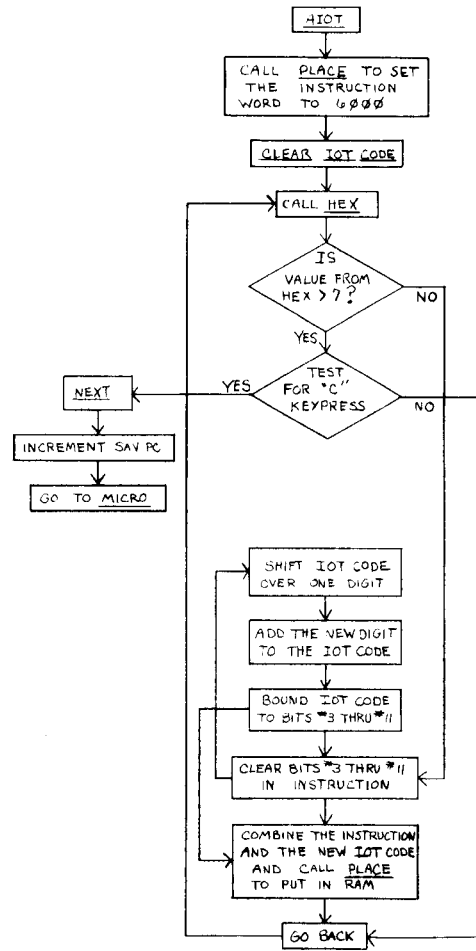 AIOT
CALL PLACE TO SET
THE INSTRUCTION
WORD TO 6000
CLEAR IOT CODE
CALL HEX
IS
VALUE FROM
HEX > 7?
NO
YES
TEST
FOR "C"
KEYPRESS
YES
NO
NEXT
INCREMENT SAV PC
GO TO MICRO
SHIFT IOT CODE
OVER ONE DIGIT
ADD THE NEW DIGIT
TO THE IOT CODE
BOUND IOT CODE
TO BITS #3 THRU #11
CLEAR BITS #3 THRU #11
IN INSTRUCTION
COMBINE THE INSTRUCTION
AND THE NEW IOT CODE
AND CALL PLACE
TO PUT IN RAM
GO BACK